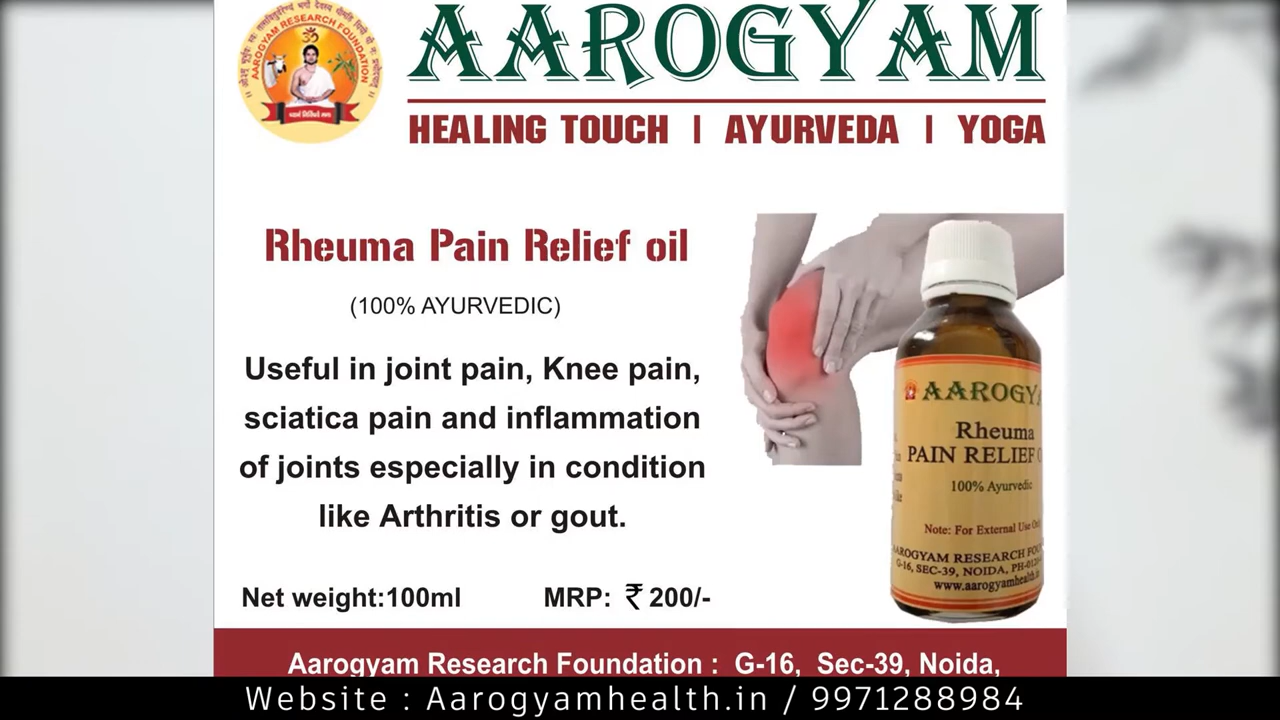 AAROGYAM RESEARCH FOUNDATION
AAROGYAM
HEALING TOUCH | AYURVEDA | YOGA
Rheuma Pain Relief oil
(100% AYURVEDIC)
Useful in joint pain, Knee pain,
sciatica pain and inflammation
of joints especially in condition
like Arthritis or gout.
Net weight:100ml MRP: ₹ 200/-
AAROGYA
Rheuma
PAIN RELIEF
100% Ayurvedic
Note: For External Use
AAROGYAM RESEARCH
G-16, SEC-39, NOIDA,
www.aarogyamhealth.in
Aarogyam Research Foundation : G-16, Sec-39, Noida,
Website : Aarogyamhealth.in / 9971288984